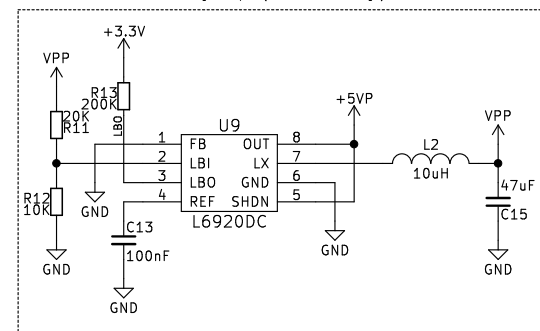 +3.3V
VPP
R13
200K
20K
R11
LBO
U9
+5VP
VPP
1 FB OUT 8
2 LBI LX 7
3 LBO GND 6
4 REF SHDN 5
L6920DC
L2
10uH
47uF
C15
R12
10K
GND
C13
100nF
GND
GND
GND
GND